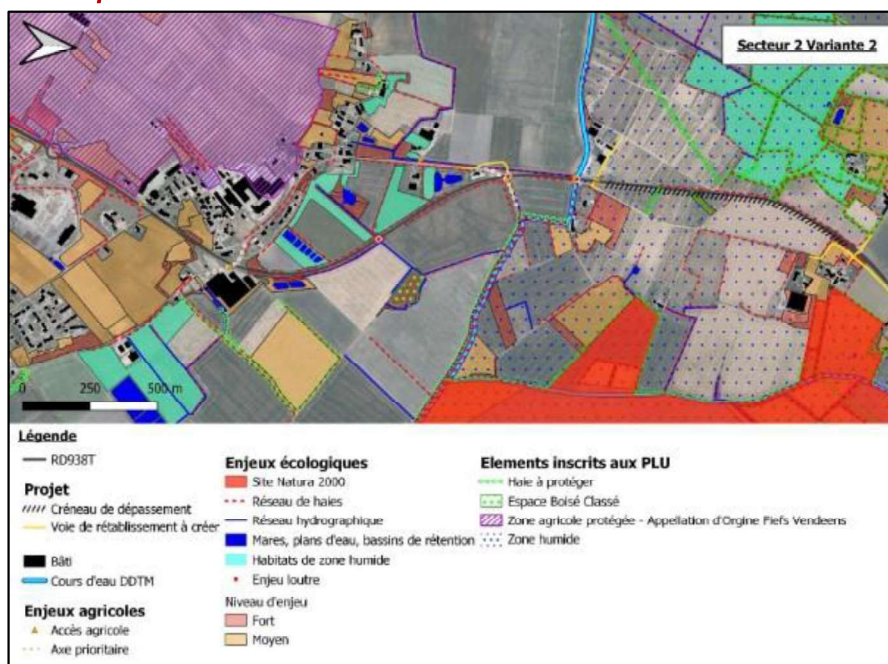 Secteur 2 Variante 2
0 250 500 m
Légende
RD938T
Projet
Créneau de dépassement
Voie de rétablissement à créer
Bâti
Cours d'eau DDTM
Enjeux agricoles
Accès agricole
Axe prioritaire
Enjeux écologiques
Site Natura 2000
Réseau de haies
Réseau hydrographique
Mares, plans d'eau, bassins de rétention
Habitats de zone humide
Enjeu loutre
Niveau d'enjeu
Fort
Moyen
Elements inscrits aux PLU
Haie à protéger
Espace Boisé Classé
Zone agricole protégée - Appellation d'Orgine Fiefs Vendeens
Zone humide